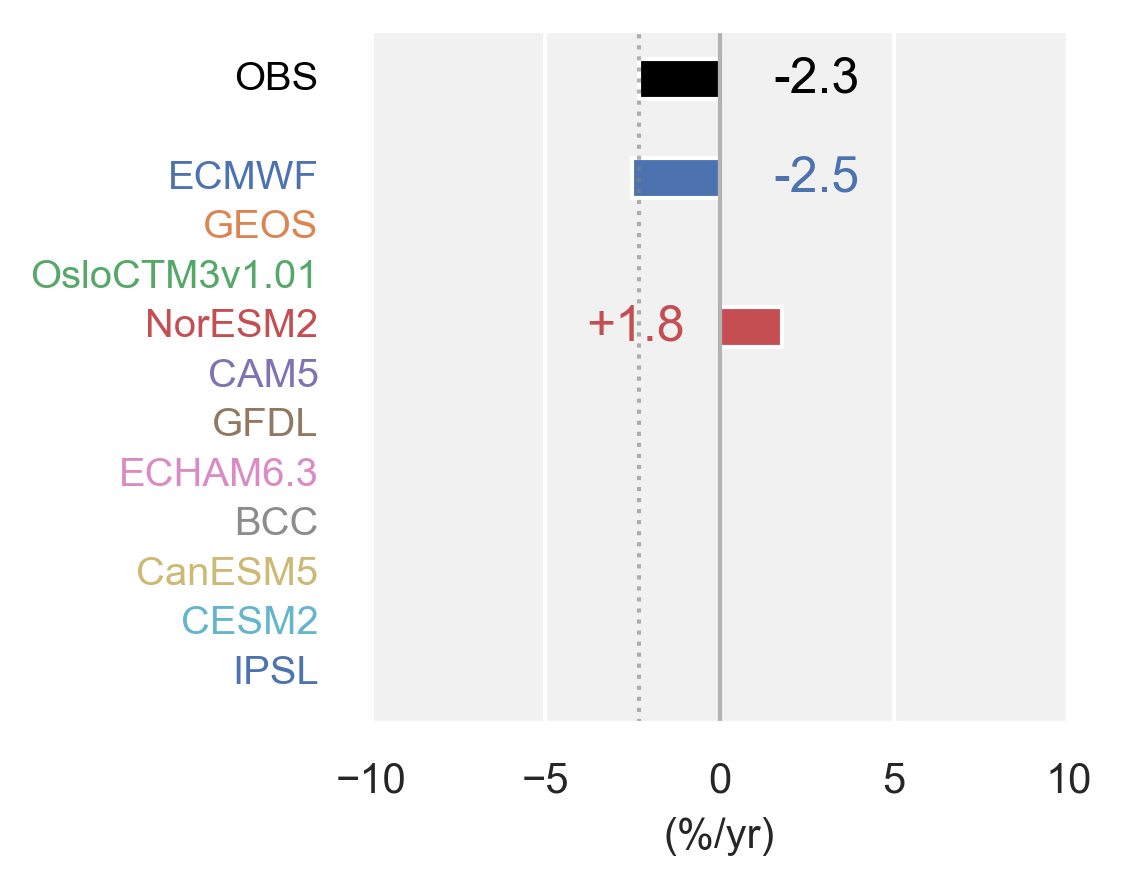 OBS -2.3
ECMWF -2.5
GEOS
OsloCTM3v1.01
NorESM2 +1.8
CAM5
GFDL
ECHAM6.3
BCC
CanESM5
CESM2
IPSL
−10 −5 0 5 10
(%/yr)